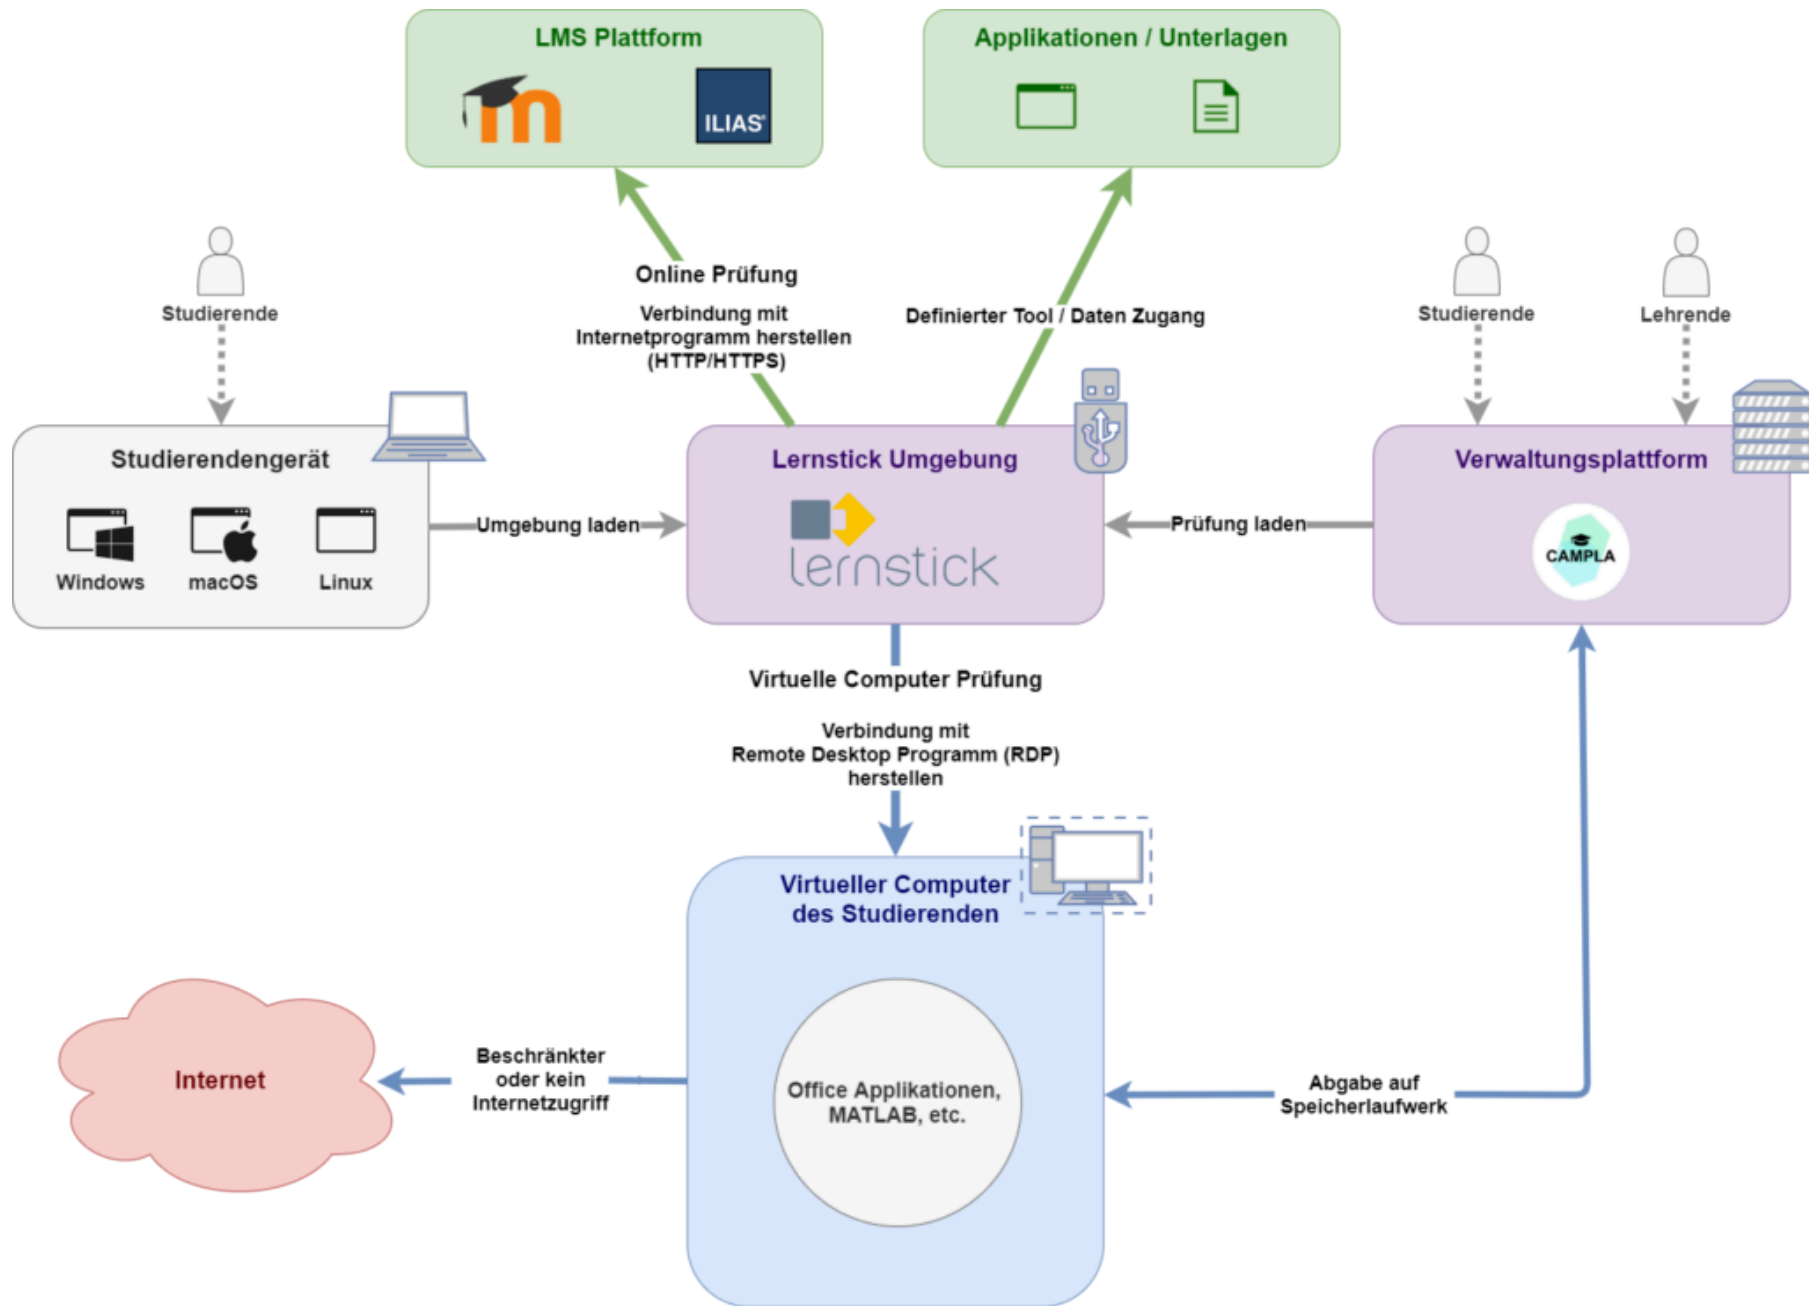 LMS Plattform
ILIAS
Applikationen / Unterlagen
Studierende
Online Prüfung
Verbindung mit
Internetprogramm herstellen
(HTTP/HTTPS)
Definierter Tool / Daten Zugang
Studierende
Lehrende
Studierendengerät
Windows
macOS
Linux
Umgebung laden
Lernstick Umgebung
lernstick
Prüfung laden
Verwaltungsplattform
CAMPLA
Virtuelle Computer Prüfung
Verbindung mit
Remote Desktop Programm (RDP)
herstellen
Virtueller Computer
des Studierenden
Office Applikationen,
MATLAB, etc.
Internet
Beschränkter
oder kein
Internetzugriff
Abgabe auf
Speicherlaufwerk